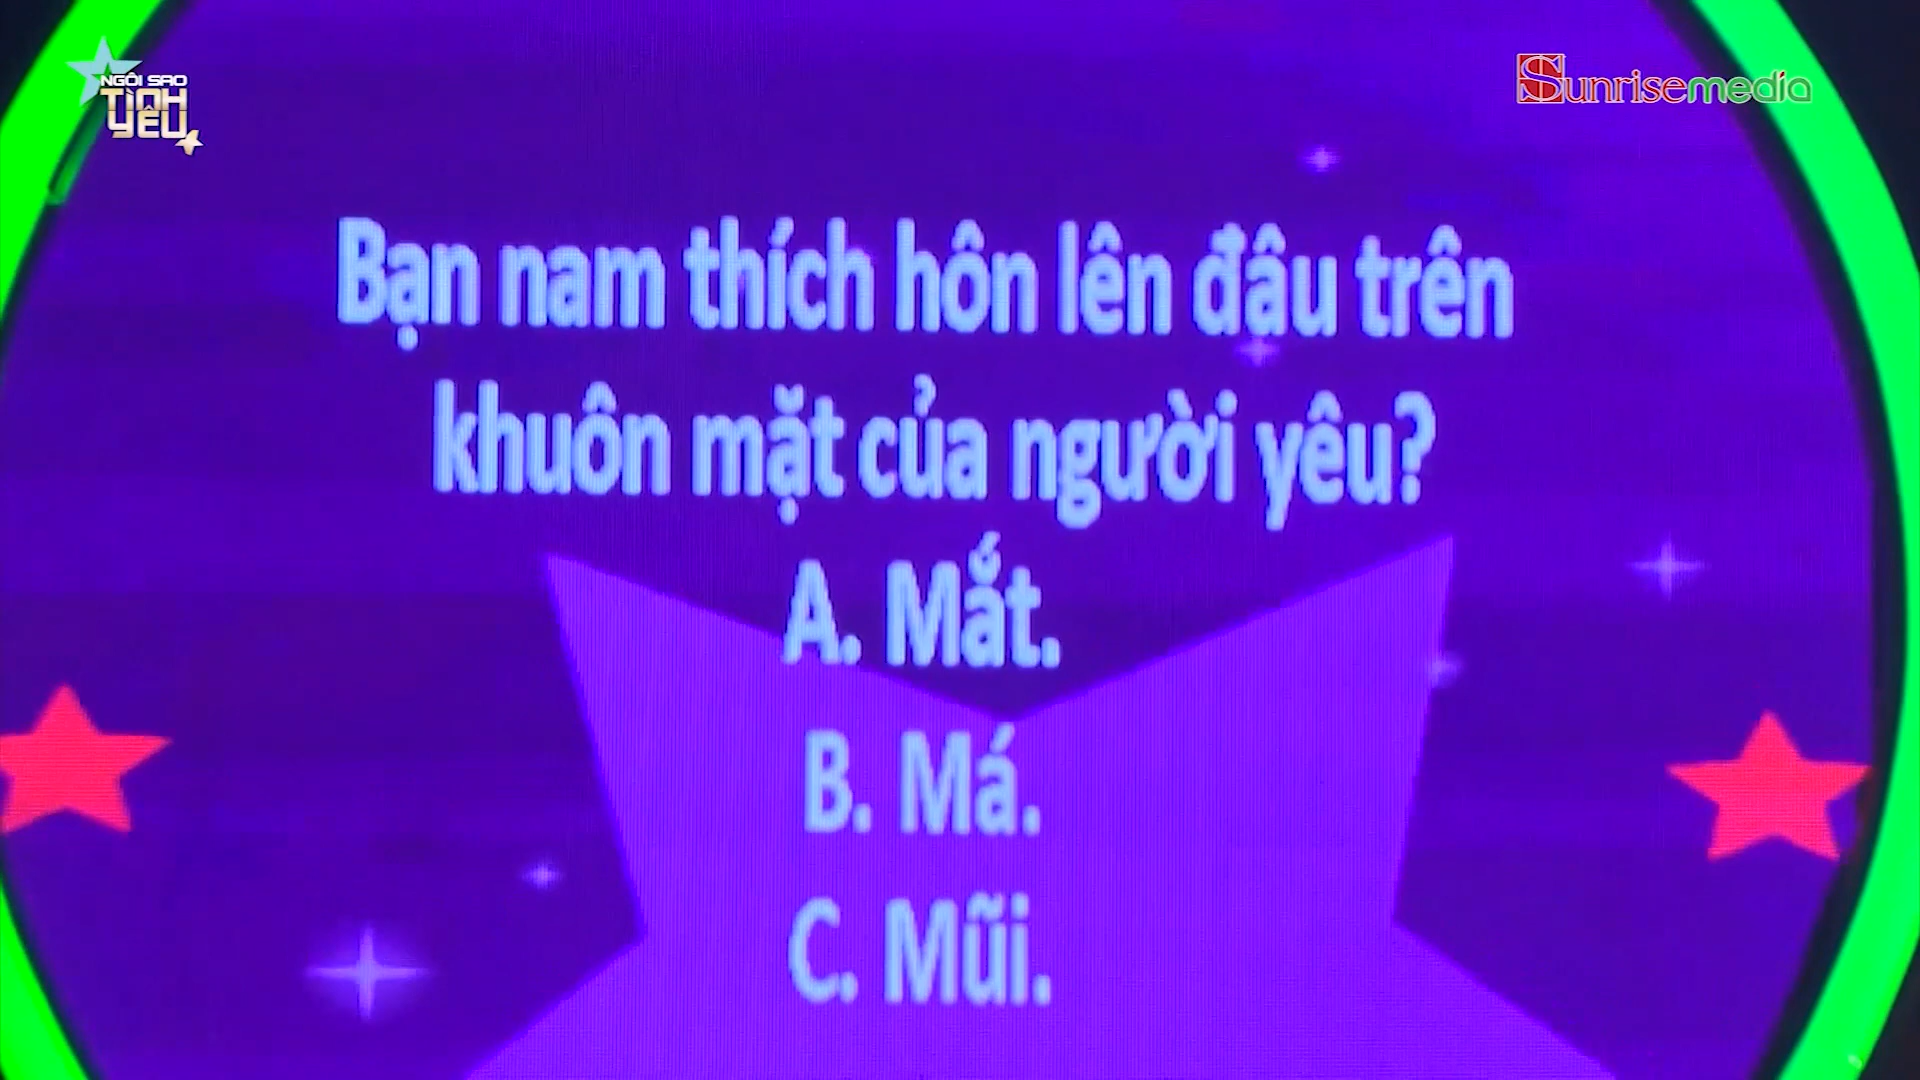 NGÔI SAO
TÌNH
YÊU
Sunrisemedia
Bạn nam thích hôn lên đâu trên
khuôn mặt của người yêu?
A. Mắt.
B. Má.
C. Mũi.